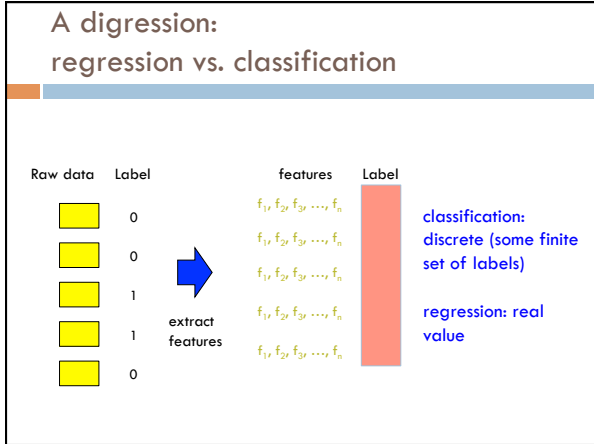 A digression:
regression vs. classification
Raw data Label
0
0
1
1
0
extract
features
features Label
f₁, f₂, f₃, …, fₙ
f₁, f₂, f₃, …, fₙ
f₁, f₂, f₃, …, fₙ
f₁, f₂, f₃, …, fₙ
f₁, f₂, f₃, …, fₙ
classification:
discrete (some finite
set of labels)
regression: real
value